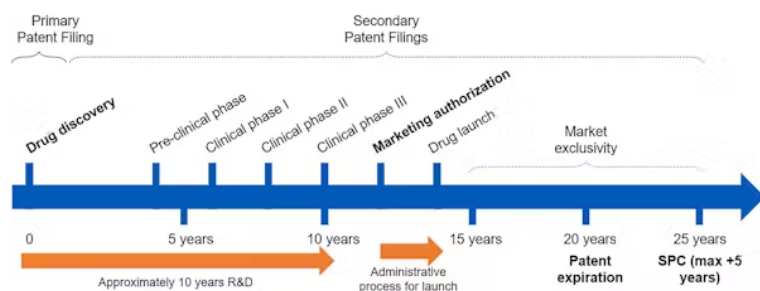 Primary
Patent Filing
Secondary
Patent Filings
Drug discovery
Pre-clinical phase
Clinical phase I
Clinical phase II
Clinical phase III
Marketing authorization
Drug launch
Market
exclusivity
0
5 years
10 years
15 years
20 years
25 years
Patent
expiration
SPC (max +5
years)
Approximately 10 years R&D
Administrative
process for launch